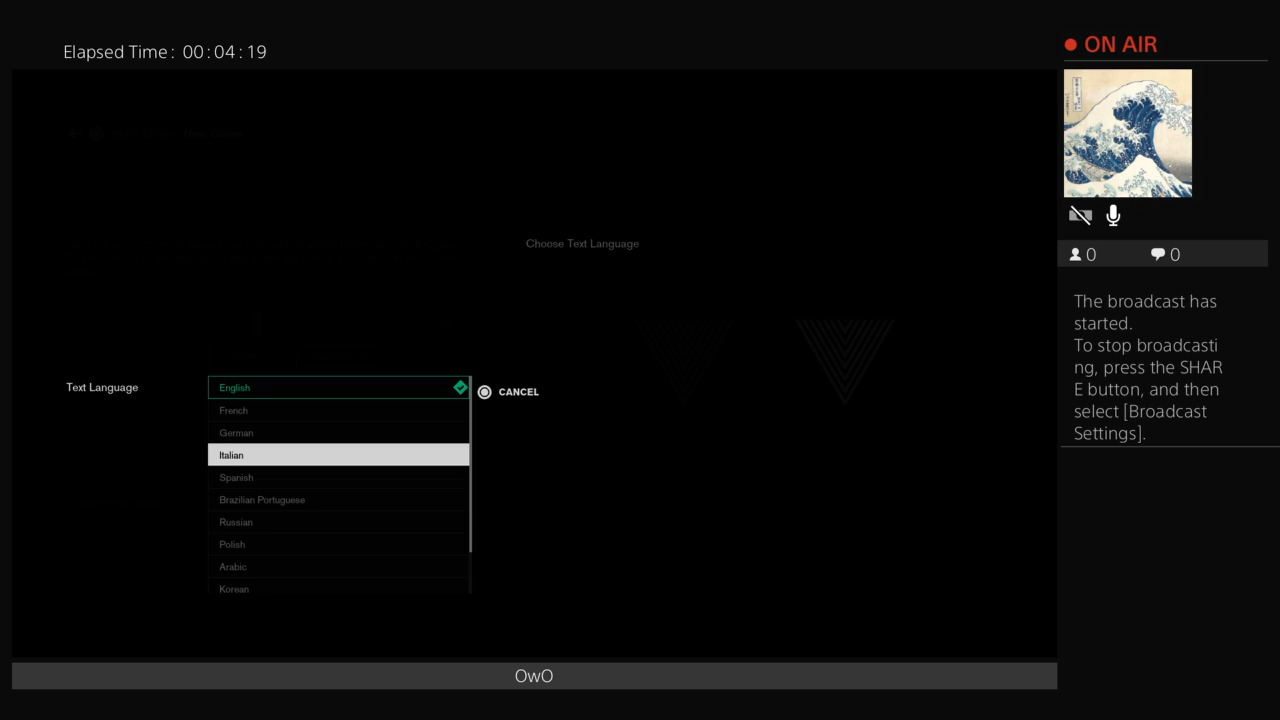 Elapsed Time: 00:04:19
ON AIR
0 0
The broadcast has
started.
To stop broadcasti
ng, press the SHAR
E button, and then
select [Broadcast
Settings].
Choose Text Language
Text Language
English
CANCEL
French
German
Italian
Spanish
Brazilian Portuguese
Russian
Polish
Arabic
Korean
OwO